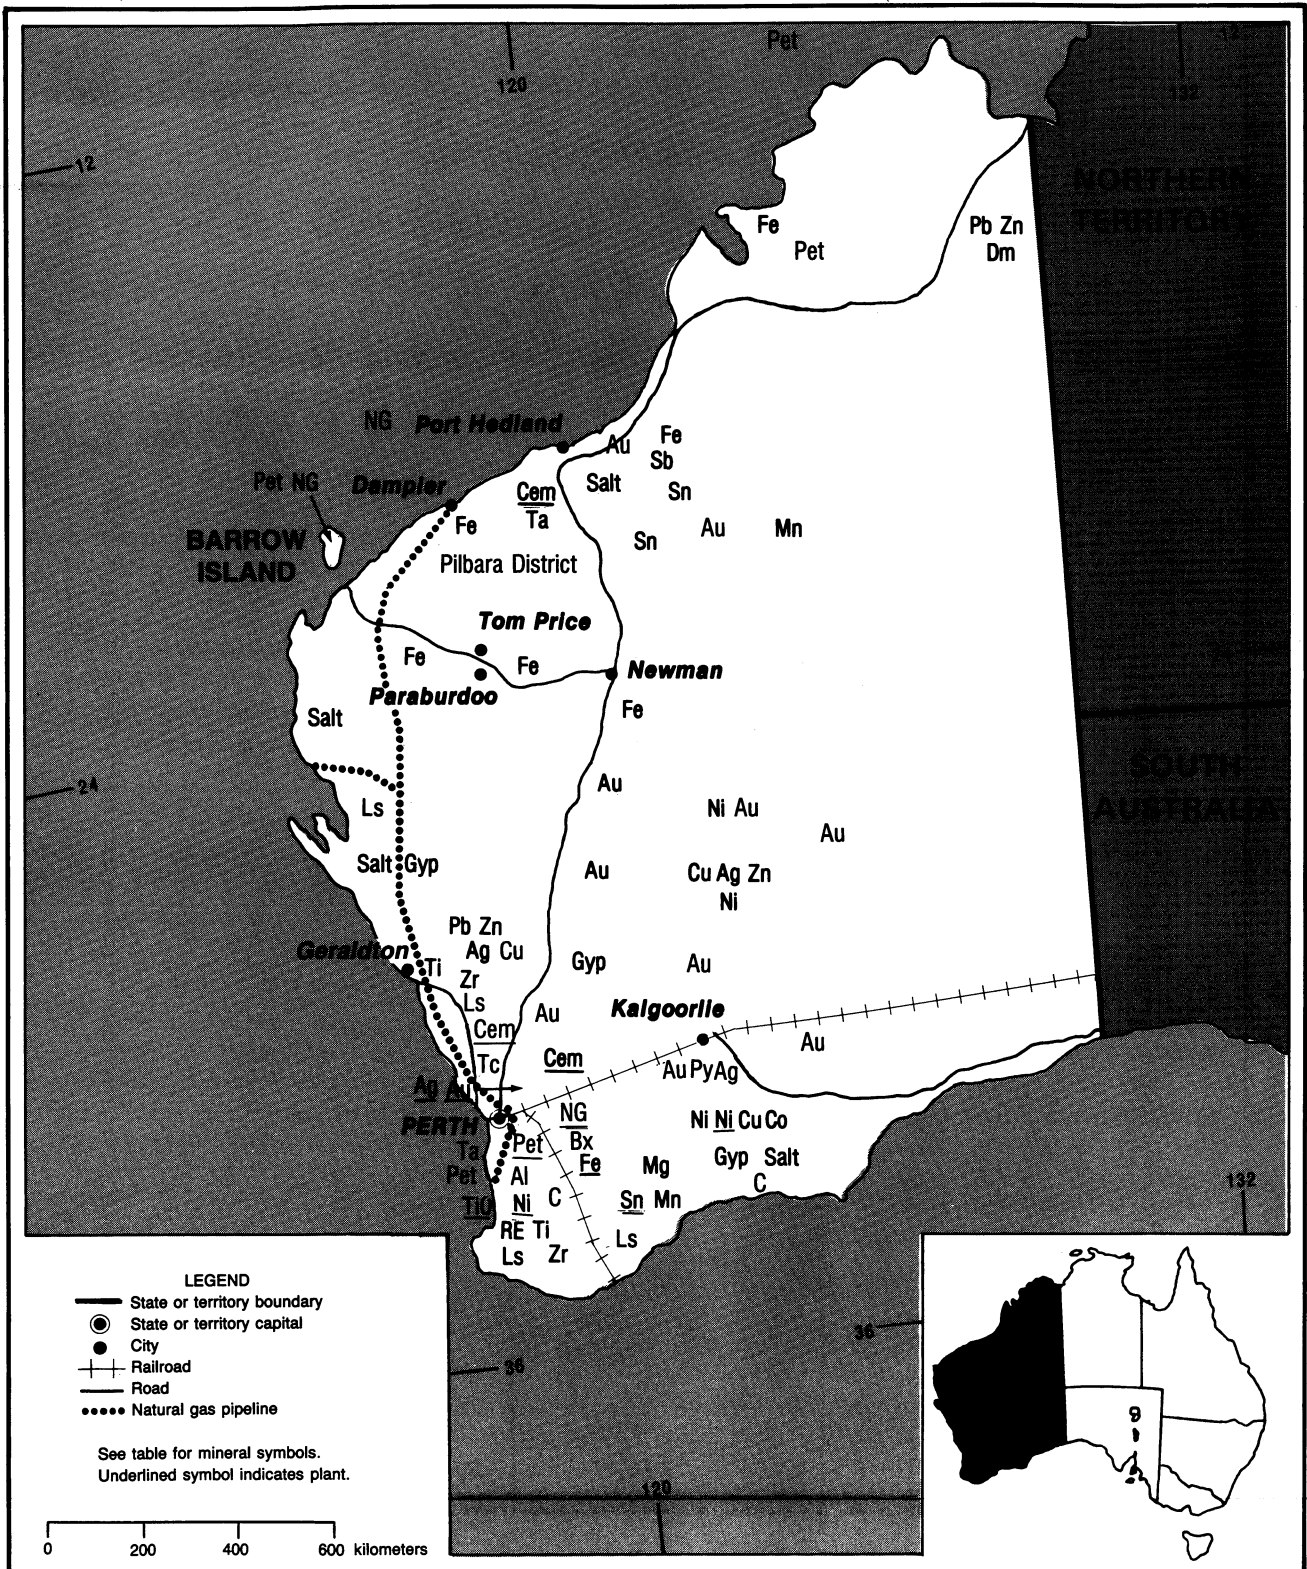 Pet
12
120
132
12
NORTHERN
TERRITORY
Fe
Pet
Pb Zn
Dm
NG
Port Hedland
Au
Fe
Sb
Pet NG
Dampier
Cem
Ta
Salt
Sn
Fe
BARROW
ISLAND
Sn
Au
Mn
Pilbara District
Tom Price
Fe
Fe
Newman
Paraburdoo
Fe
Salt
24
SOUTH
AUSTRALIA
Au
Ls
Ni Au
Au
Salt Gyp
Au
Cu Ag Zn
Ni
Pb Zn
Ag Cu
Geraldton
Ti
Zr
Gyp
Au
Ls
Au
Kalgoorlie
Cem
Au
Tc
Cem
Au Py Ag
Ag Au
PERTH
NG
Ni Ni Cu Co
Ta
Pet
Bx
Gyp Salt
Pet
Al
Fe
Mg
C
TiO
Ni
C
Sn Mn
132
RE Ti
Ls
Ls
Zr
LEGEND
State or territory boundary
State or territory capital
City
Railroad
Road
Natural gas pipeline
See table for mineral symbols.
Underlined symbol indicates plant.
0 200 400 600 kilometers
36
36
120